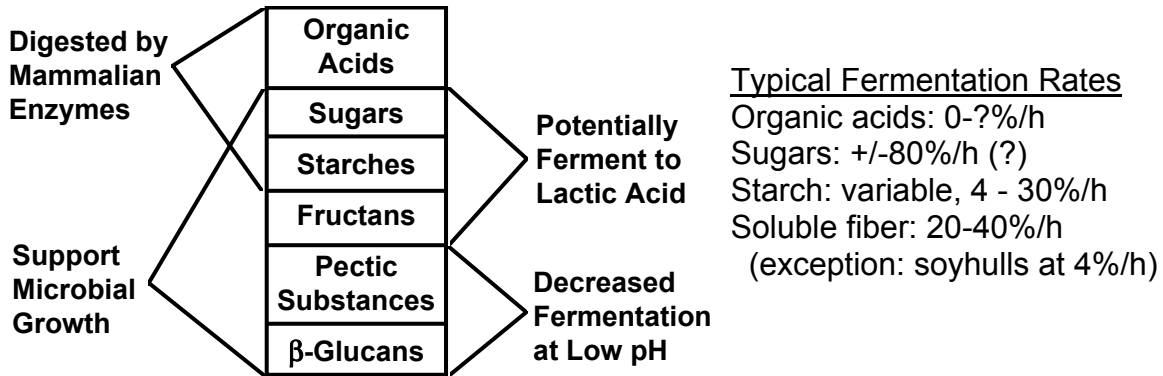 Digested by
Mammalian
Enzymes
Support
Microbial
Growth
Organic
Acids
Sugars
Starches
Fructans
Pectic
Substances
β-Glucans
Potentially
Ferment to
Lactic Acid
Decreased
Fermentation
at Low pH
Typical Fermentation Rates
Organic acids: 0-?%/h
Sugars: +/-80%/h (?)
Starch: variable, 4 - 30%/h
Soluble fiber: 20-40%/h
(exception: soyhulls at 4%/h)